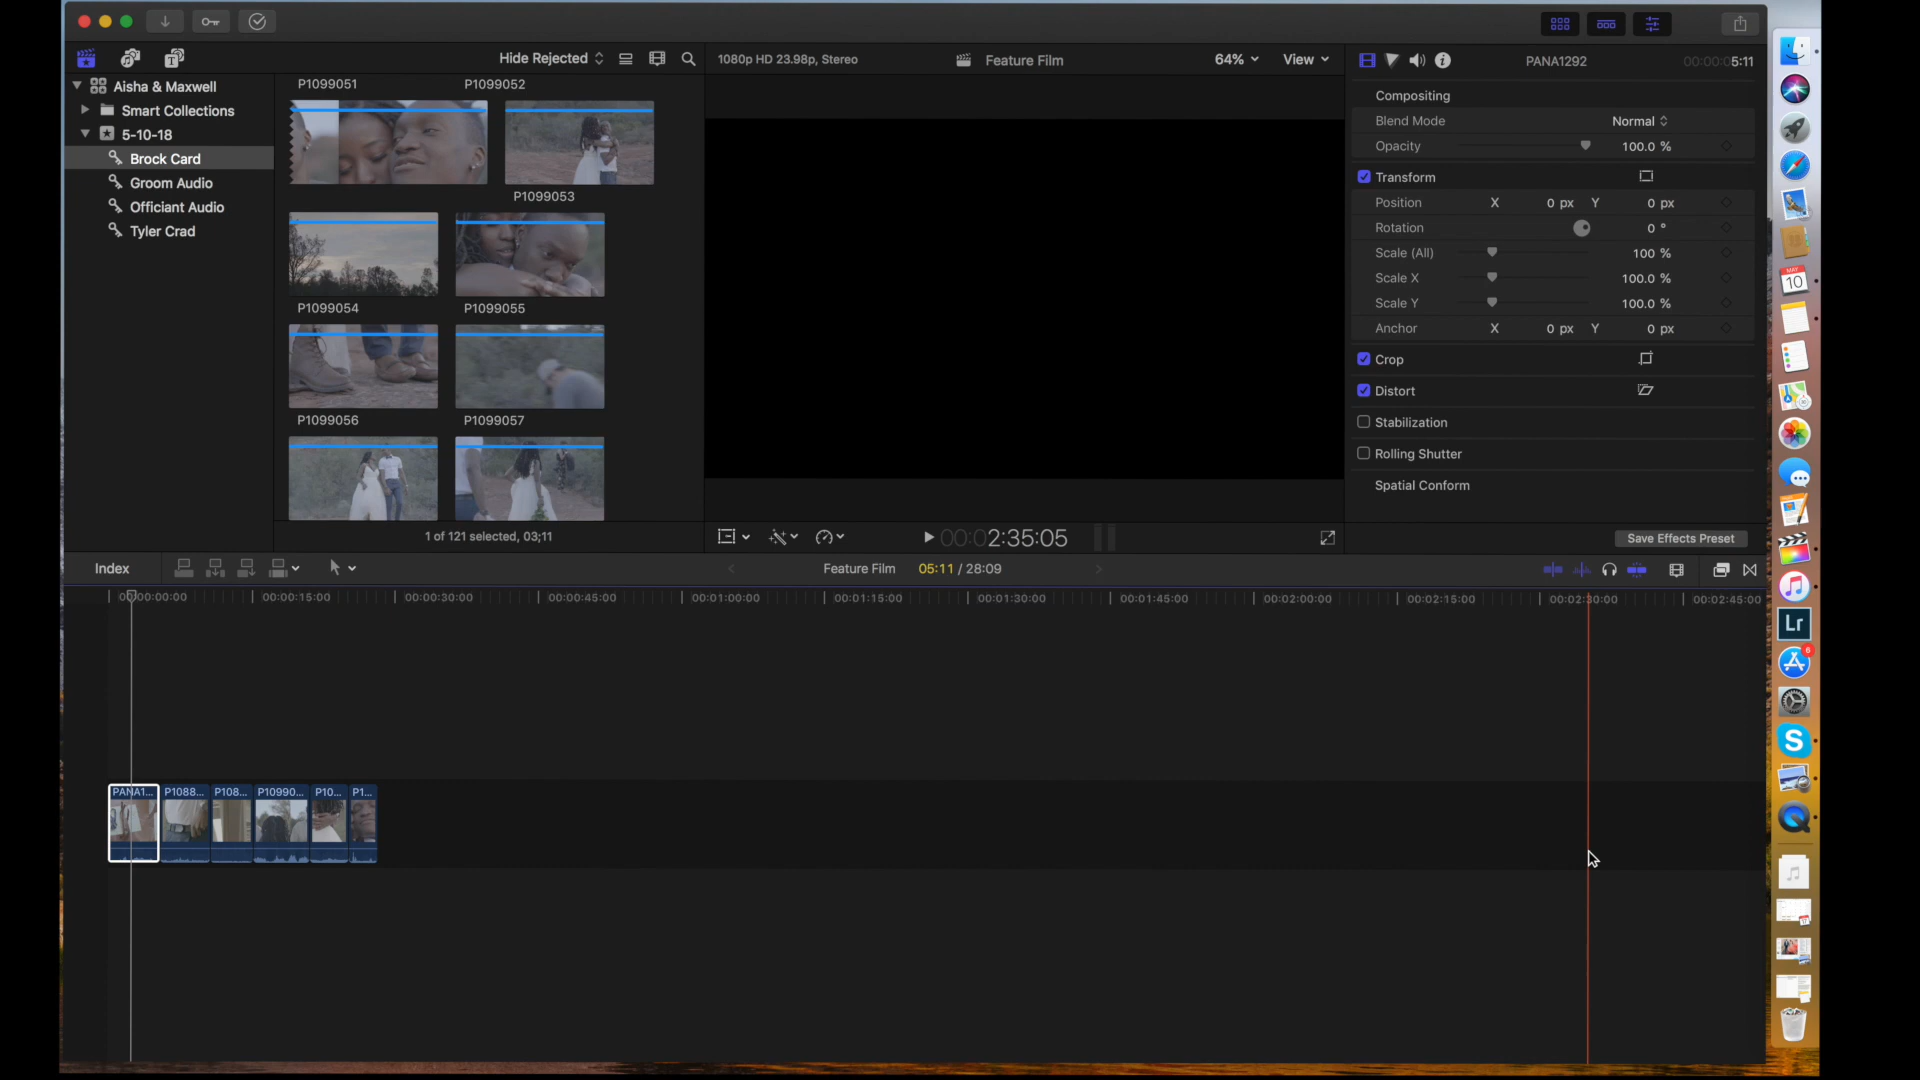 Hide Rejected
1080p HD 23.98p, Stereo
Feature Film
64%
View
PANA1292
00:00:05:11
Aisha & Maxwell
Smart Collections
5-10-18
Brock Card
Groom Audio
Officiant Audio
Tyler Crad
P1099051
P1099052
P1099053
P1099054
P1099055
P1099056
P1099057
1 of 121 selected, 03;11
Compositing
Blend Mode
Normal
Opacity
100.0 %
Transform
Position
X
0 px
Y
0 px
Rotation
0 °
Scale (All)
100 %
Scale X
100.0 %
Scale Y
100.0 %
Anchor
X
0 px
Y
0 px
Crop
Distort
Stabilization
Rolling Shutter
Spatial Conform
Save Effects Preset
00:02:35:05
Index
Feature Film
05:11 / 28:09
00:00:00:00
00:00:15:00
00:00:30:00
00:00:45:00
00:01:00:00
00:01:15:00
00:01:30:00
00:01:45:00
00:02:00:00
00:02:15:00
00:02:30:00
00:02:45:00
PANA1...
P1088...
P108...
P10990...
P10...
P1...
MAY
10
Lr
6
S